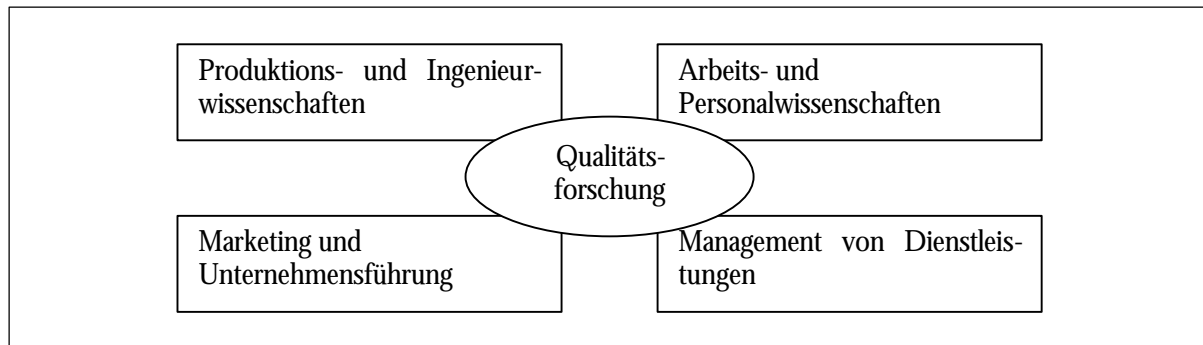 Produktions- und Ingenieur-
wissenschaften
Arbeits- und
Personalwissenschaften
Qualitäts-
forschung
Marketing und
Unternehmensführung
Management von Dienstleis-
tungen